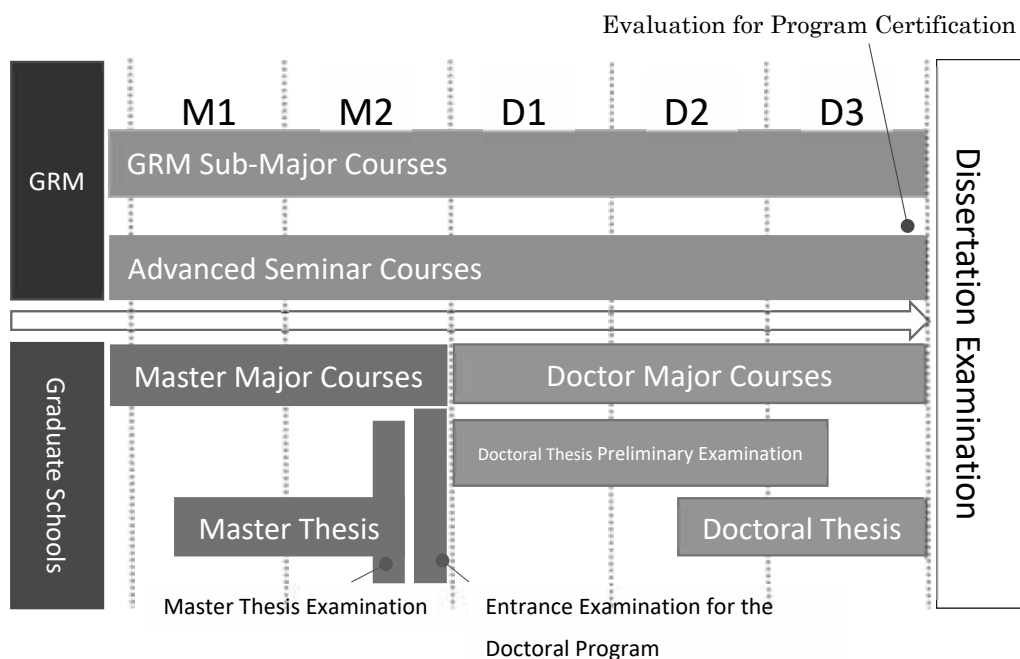 Evaluation for Program Certification
M1
M2
D1
D2
D3
GRM
GRM Sub-Major Courses
Advanced Seminar Courses
Dissertation Examination
Graduate Schools
Master Major Courses
Doctor Major Courses
Doctoral Thesis Preliminary Examination
Master Thesis
Doctoral Thesis
Master Thesis Examination
Entrance Examination for the
Doctoral Program